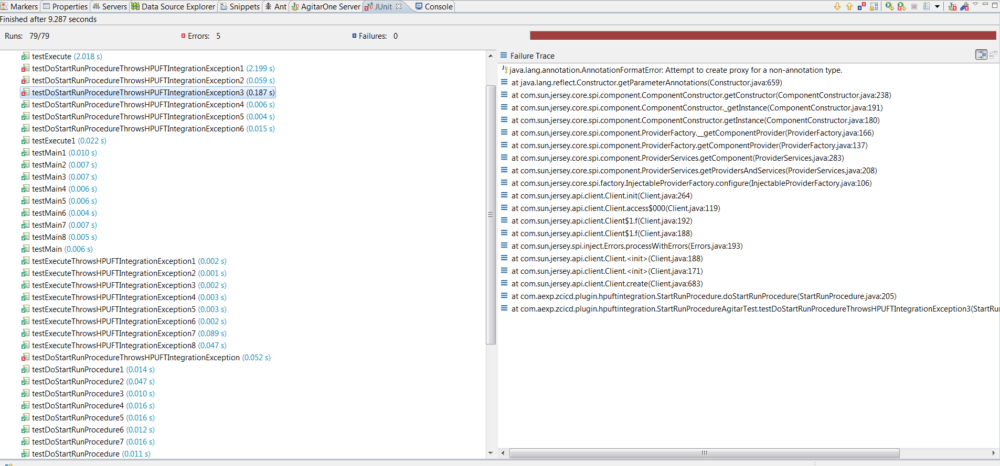 Markers Properties Servers Data Source Explorer Snippets Ant AgitarOne Server JUnit Console
Finished after 9.287 seconds
Runs: 79/79 Errors: 5 Failures: 0
testExecute (2.018 s)
testDoStartRunProcedureThrowsHPUFTIntegrationException1 (2.199 s)
testDoStartRunProcedureThrowsHPUFTIntegrationException2 (0.059 s)
testDoStartRunProcedureThrowsHPUFTIntegrationException3 (0.187 s)
testDoStartRunProcedureThrowsHPUFTIntegrationException4 (0.006 s)
testDoStartRunProcedureThrowsHPUFTIntegrationException5 (0.004 s)
testDoStartRunProcedureThrowsHPUFTIntegrationException6 (0.015 s)
testExecute1 (0.022 s)
testMain1 (0.010 s)
testMain2 (0.007 s)
testMain3 (0.007 s)
testMain4 (0.006 s)
testMain5 (0.006 s)
testMain6 (0.004 s)
testMain7 (0.007 s)
testMain8 (0.005 s)
testMain (0.006 s)
testExecuteThrowsHPUFTIntegrationException1 (0.002 s)
testExecuteThrowsHPUFTIntegrationException2 (0.001 s)
testExecuteThrowsHPUFTIntegrationException3 (0.002 s)
testExecuteThrowsHPUFTIntegrationException4 (0.003 s)
testExecuteThrowsHPUFTIntegrationException5 (0.003 s)
testExecuteThrowsHPUFTIntegrationException6 (0.002 s)
testExecuteThrowsHPUFTIntegrationException7 (0.089 s)
testExecuteThrowsHPUFTIntegrationException8 (0.047 s)
testDoStartRunProcedureThrowsHPUFTIntegrationException (0.052 s)
testDoStartRunProcedure1 (0.014 s)
testDoStartRunProcedure2 (0.047 s)
testDoStartRunProcedure3 (0.010 s)
testDoStartRunProcedure4 (0.016 s)
testDoStartRunProcedure5 (0.016 s)
testDoStartRunProcedure6 (0.012 s)
testDoStartRunProcedure7 (0.016 s)
testDoStartRunProcedure (0.011 s)
Failure Trace
java.lang.annotation.AnnotationFormatError: Attempt to create proxy for a non-annotation type.
at java.lang.reflect.Constructor.getParameterAnnotations(Constructor.java:659)
at com.sun.jersey.core.spi.component.ComponentConstructor.getConstructor(ComponentConstructor.java:238)
at com.sun.jersey.core.spi.component.ComponentConstructor._getInstance(ComponentConstructor.java:191)
at com.sun.jersey.core.spi.component.ComponentConstructor.getInstance(ComponentConstructor.java:180)
at com.sun.jersey.core.spi.component.ProviderFactory.__getComponentProvider(ProviderFactory.java:166)
at com.sun.jersey.core.spi.component.ProviderFactory.getComponentProvider(ProviderFactory.java:137)
at com.sun.jersey.core.spi.component.ProviderServices.getComponent(ProviderServices.java:283)
at com.sun.jersey.core.spi.component.ProviderServices.getProvidersAndServices(ProviderServices.java:208)
at com.sun.jersey.core.spi.factory.InjectableProviderFactory.configure(InjectableProviderFactory.java:106)
at com.sun.jersey.api.client.Client.init(Client.java:264)
at com.sun.jersey.api.client.Client.access$000(Client.java:119)
at com.sun.jersey.api.client.Client$1.f(Client.java:192)
at com.sun.jersey.api.client.Client$1.f(Client.java:188)
at com.sun.jersey.spi.inject.Errors.processWithErrors(Errors.java:193)
at com.sun.jersey.api.client.Client.<init>(Client.java:188)
at com.sun.jersey.api.client.Client.<init>(Client.java:171)
at com.sun.jersey.api.client.Client.create(Client.java:683)
at com.aexp.zcicd.plugin.hpuftintegration.StartRunProcedure.doStartRunProcedure(StartRunProcedure.java:205)
at com.aexp.zcicd.plugin.hpuftintegration.StartRunProcedureAgitarTest.testDoStartRunProcedureThrowsHPUFTIntegrationException3(StartRu